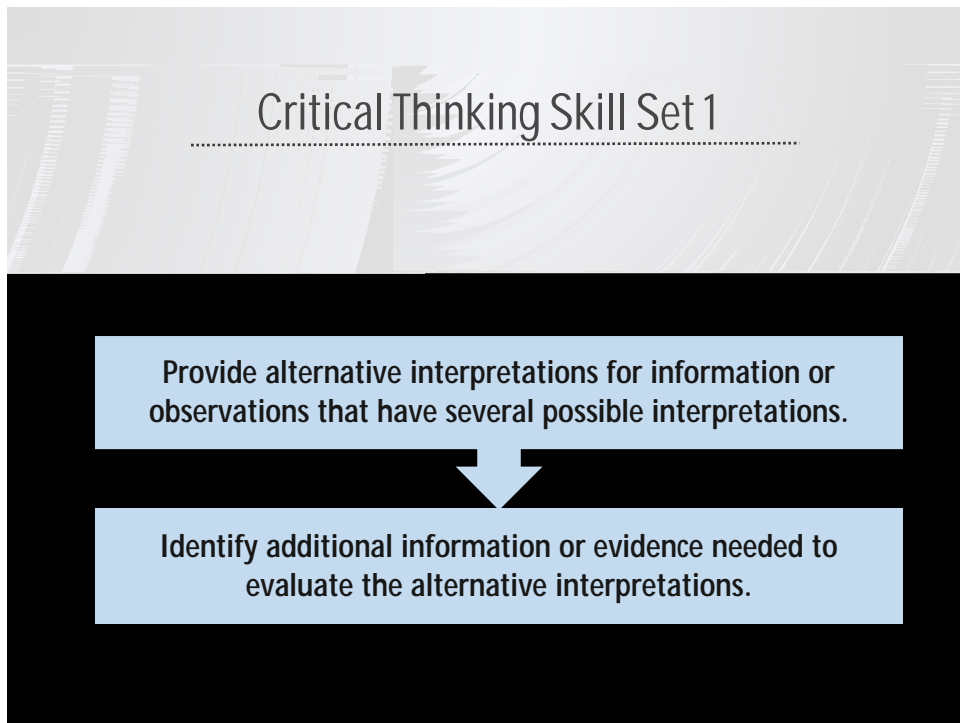 Critical Thinking Skill Set 1
Provide alternative interpretations for information or
observations that have several possible interpretations.
Identify additional information or evidence needed to
evaluate the alternative interpretations.